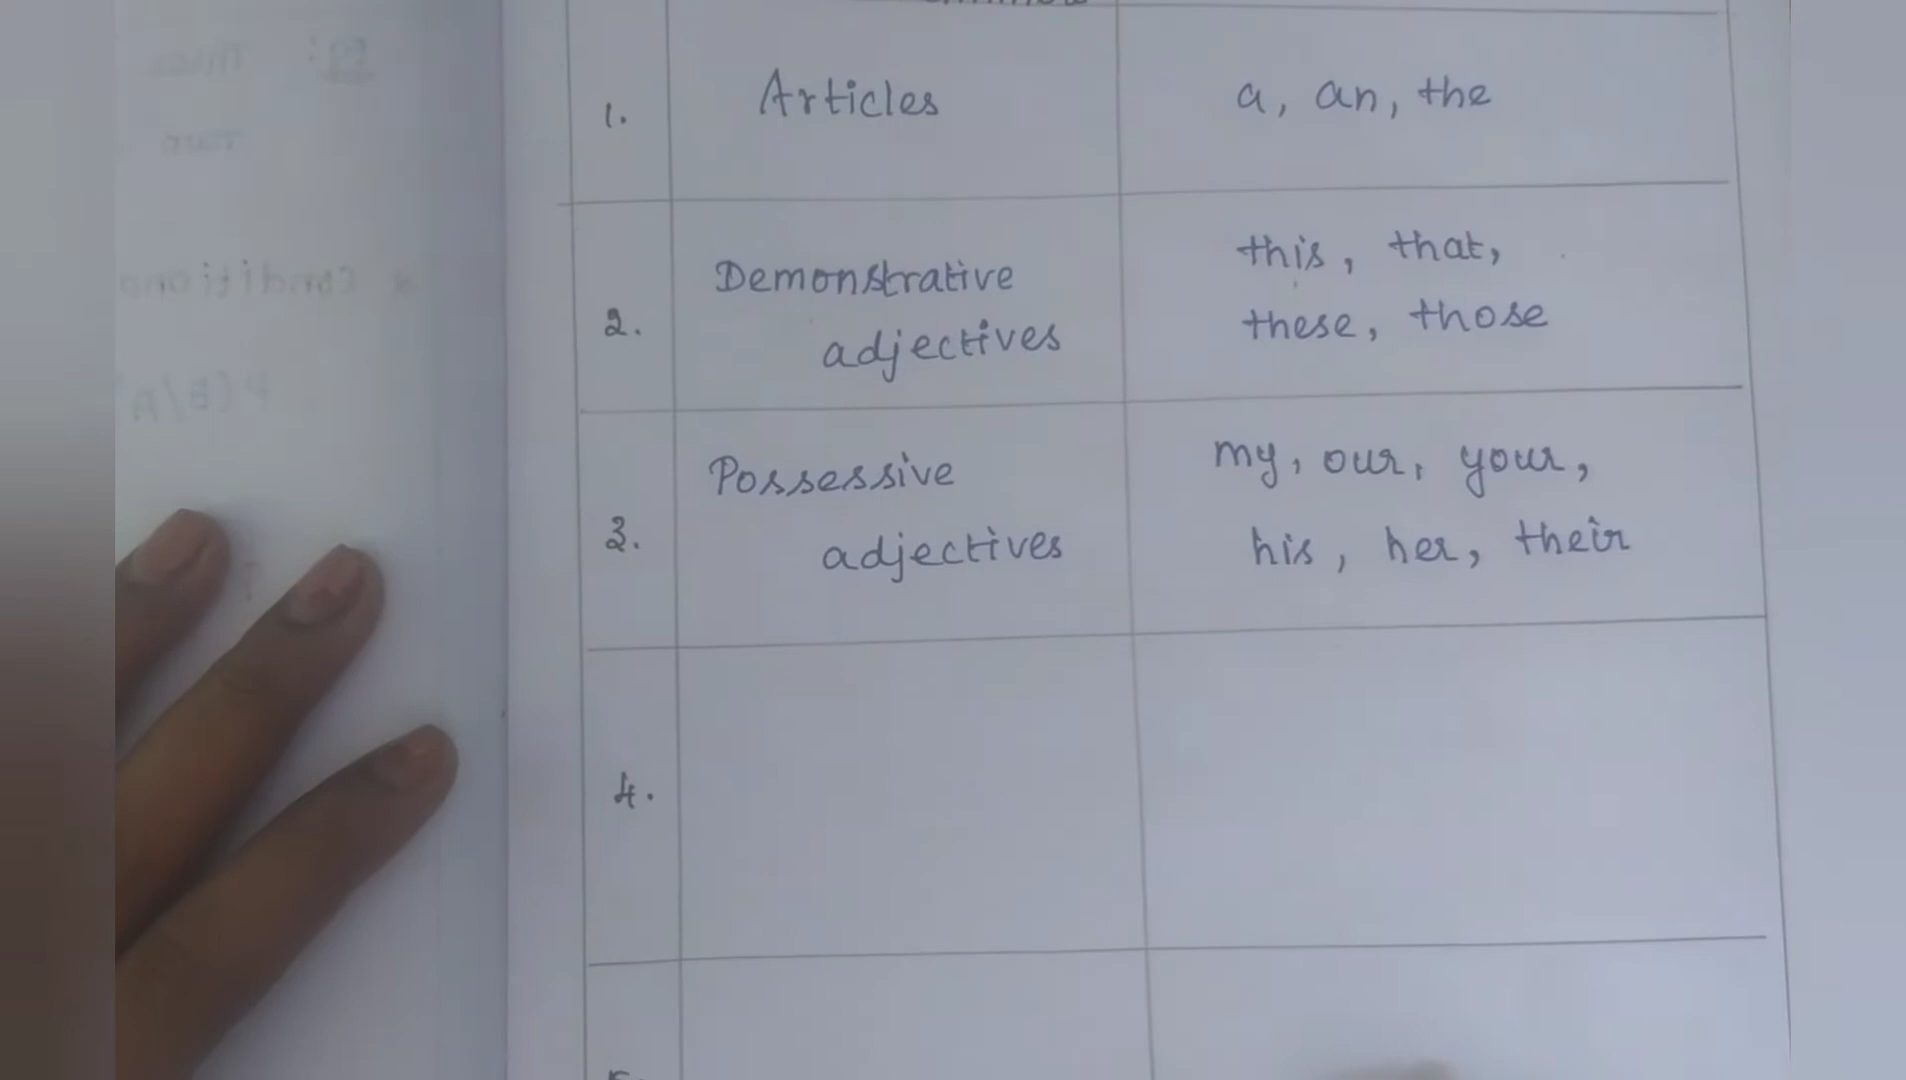 1. Articles a, an, the
2. Demonstrative this, that,
adjectives these, those
3. Possessive my, our, your,
adjectives his, her, their
4.